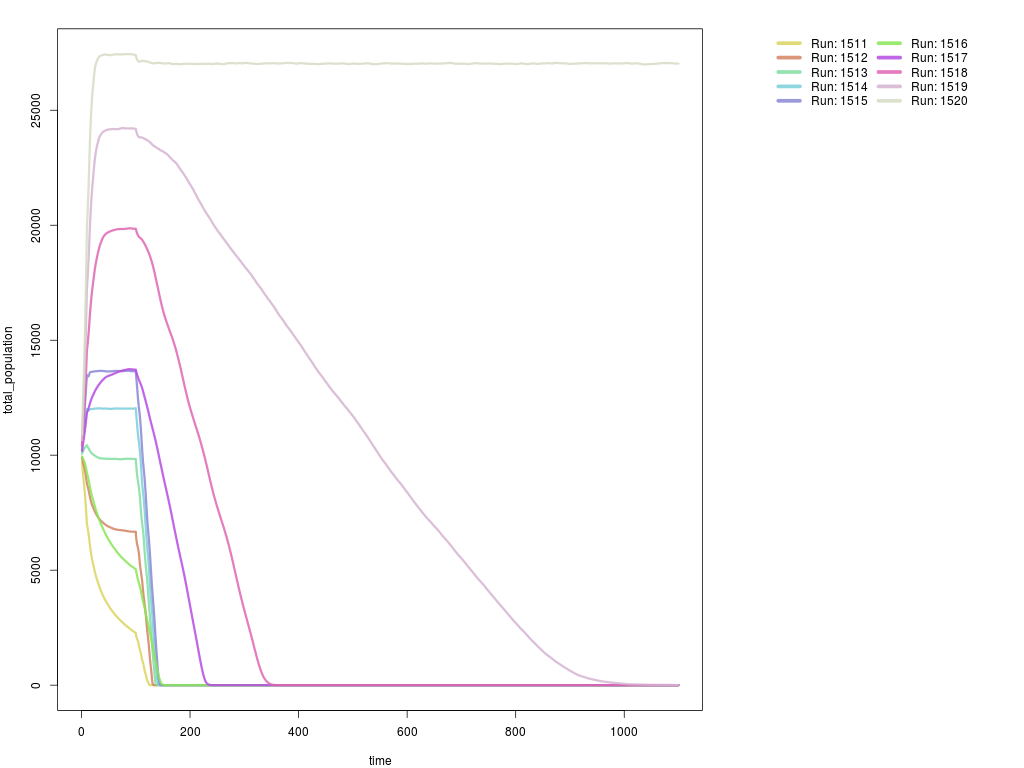 total_population
25000
20000
15000
10000
5000
0
0 200 400 600 800 1000
time
Run: 1511 Run: 1516
Run: 1512 Run: 1517
Run: 1513 Run: 1518
Run: 1514 Run: 1519
Run: 1515 Run: 1520